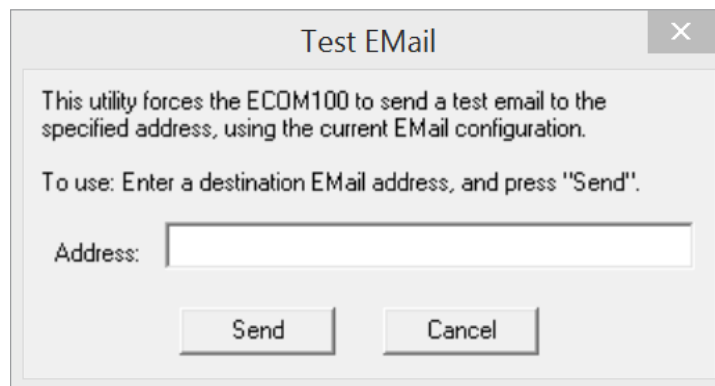 Test EMail
This utility forces the ECOM100 to send a test email to the
specified address, using the current EMail configuration.
To use: Enter a destination EMail address, and press "Send".
Address:
Send Cancel